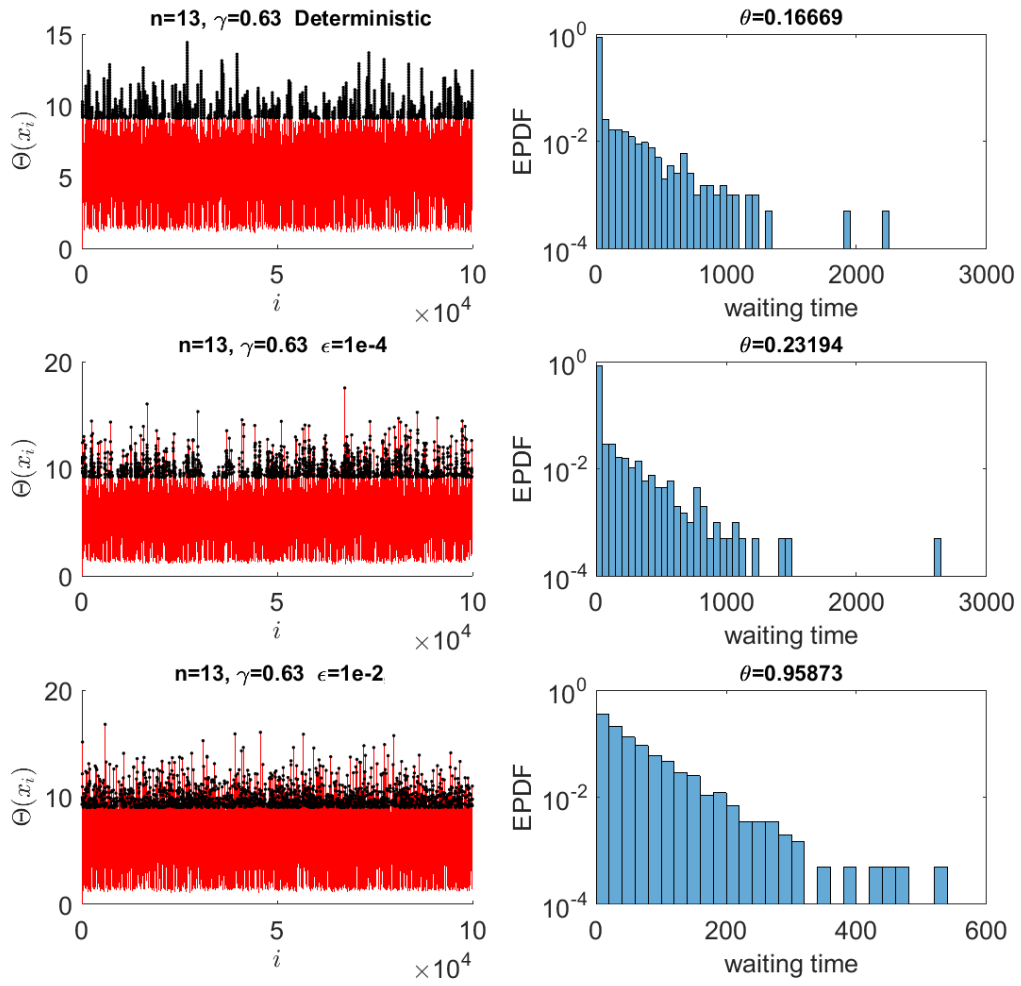 n=13, γ=0.63 Deterministic
Θ(x_i)
15
10
5
0
0
5
10
i
×10^4
θ=0.16669
EPDF
10^0
10^-2
10^-4
0
1000
2000
3000
waiting time
n=13, γ=0.63 ϵ=1e-4
Θ(x_i)
20
10
0
0
5
10
i
×10^4
θ=0.23194
EPDF
10^0
10^-2
10^-4
0
1000
2000
3000
waiting time
n=13, γ=0.63 ϵ=1e-2
Θ(x_i)
20
10
0
0
5
10
i
×10^4
θ=0.95873
EPDF
10^0
10^-2
10^-4
0
200
400
600
waiting time